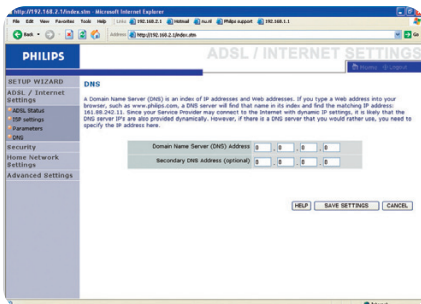 http://192.168.2.1/index.stm - Microsoft Internet Explorer
File Edit View Favorites Tools Help
Back
Address http://192.168.2.1/index.stm Go
PHILIPS
ADSL / INTERNET SETTINGS
Home Logout
SETUP WIZARD
ADSL / Internet Settings
ADSL Status
ISP settings
Parameters
DNS
Security
Home Network Settings
Advanced Settings
DNS
A Domain Name Server (DNS) is an index of IP addresses and Web addresses. If you type a Web address into your
browser, such as www.philips.com, a DNS server will find that name in its index and find the matching IP address:
161.88.242.11. Since your Service Provider may connect to the Internet with dynamic IP settings, it is likely that the
DNS server IP's are also provided dynamically. However, if there is a DNS server that you would rather use, you need to
specify the IP address here.
Domain Name Server (DNS) Address 0 . 0 . 0 . 0
Secondary DNS Address (optional) 0 . 0 . 0 . 0
HELP SAVE SETTINGS CANCEL